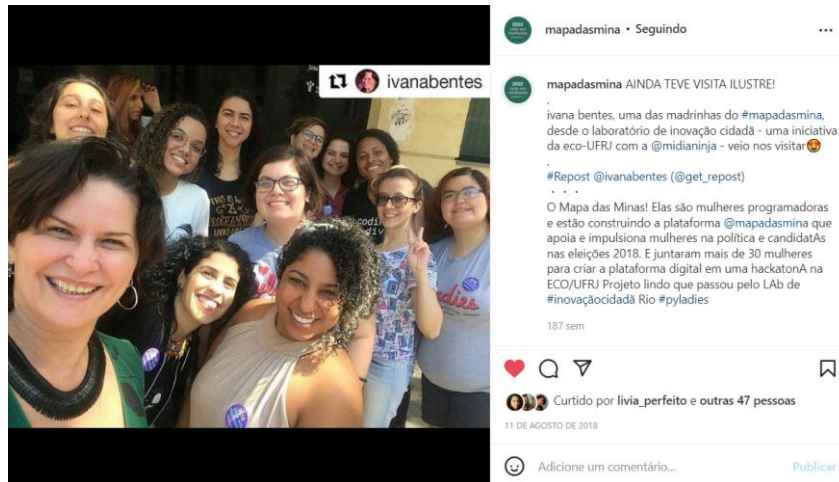 ivanabentes
mapadasmina • Seguindo
mapadasmina AINDA TEVE VISITA ILUSTRE!
.
ivana bentes, uma das madrinhas do #mapadasmina,
desde o laboratório de inovação cidadã - uma iniciativa
da eco-UFRJ com a @midianinja - veio nos visitar😍
.
#Repost @ivanabentes (@get_repost)
・・・
O Mapa das Minas! Elas são mulheres programadoras
e estão construindo a plataforma @mapadasmina que
apoia e impulsiona mulheres na política e candidatAs
nas eleições 2018. E juntaram mais de 30 mulheres
para criar a plataforma digital em uma hackatonA na
ECO/UFRJ Projeto lindo que passou pelo LAb de
#inovaçãocidadã Rio #pyladies
187 sem
Curtido por livia_perfeito e outras 47 pessoas
11 DE AGOSTO DE 2018
Adicione um comentário...
Publicar